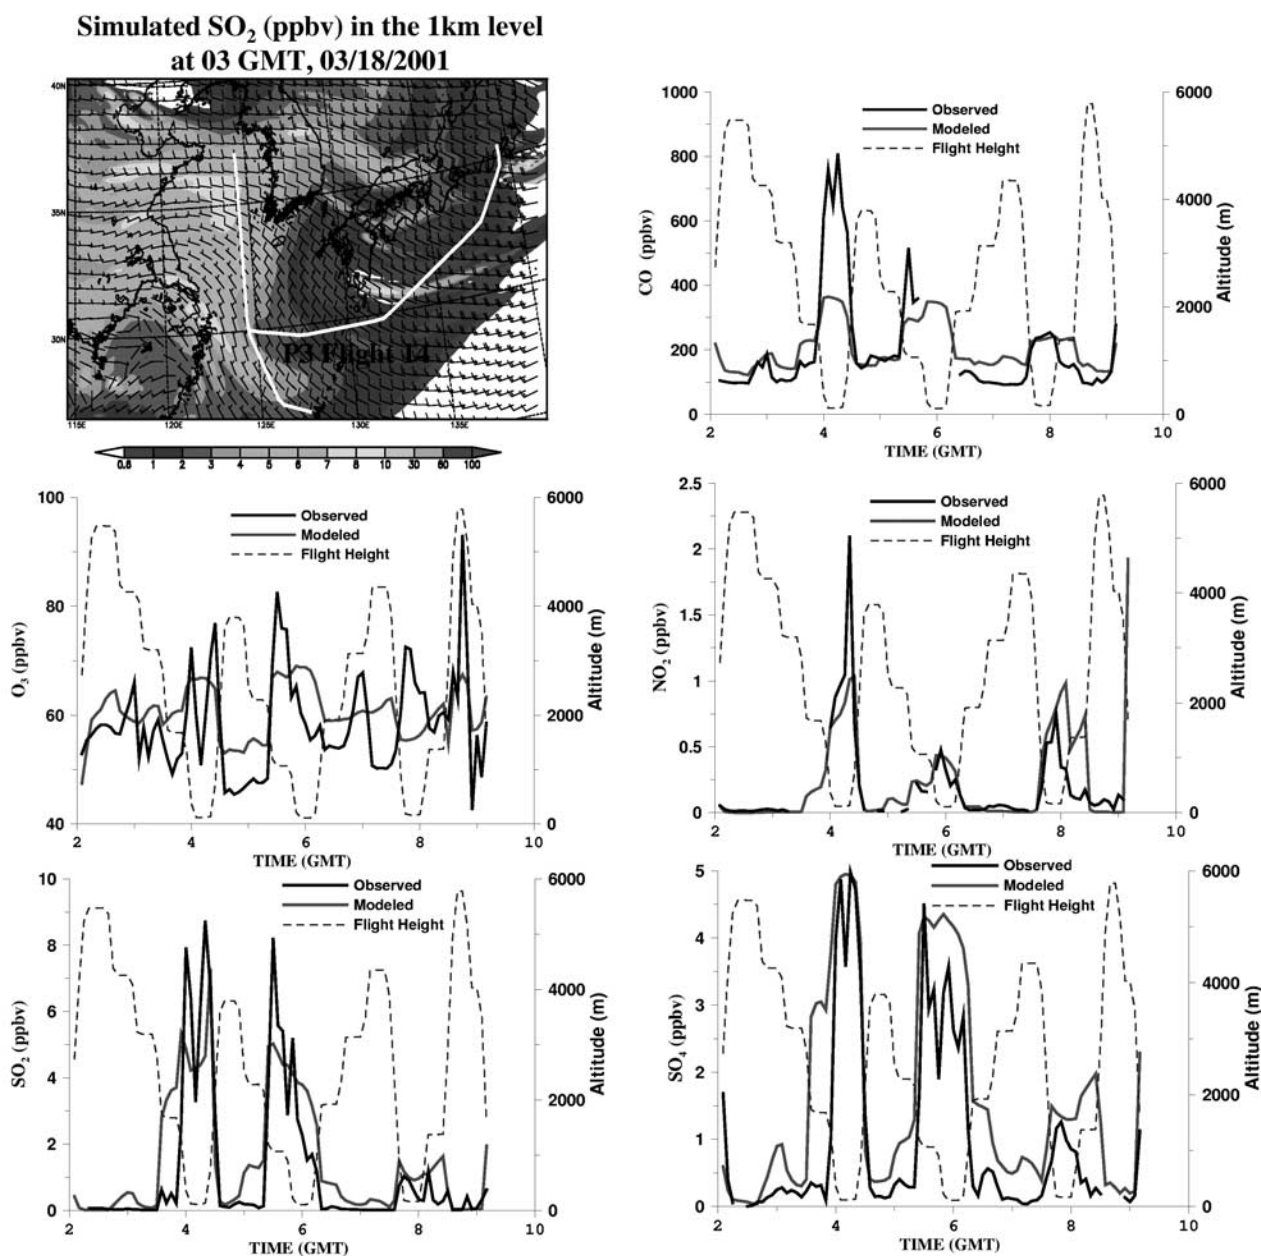 Simulated SO2 (ppbv) in the 1km level
at 03 GMT, 03/18/2001
40N
35N
30N
P3 Flight 14
115E 120E 125E 130E 135E
0.8 1 2 3 4 5 6 7 8 10 30 60 100
1000
800
600
400
200
0
CO (ppbv)
Observed
Modeled
Flight Height
6000
4000
2000
0
Altitude (m)
2 4 6 8 10
TIME (GMT)
100
80
60
40
O3 (ppbv)
Observed
Modeled
Flight Height
6000
4000
2000
0
Altitude (m)
2 4 6 8 10
TIME (GMT)
2.5
2
1.5
1
0.5
0
NO2 (ppbv)
Observed
Modeled
Flight Height
6000
4000
2000
0
Altitude (m)
2 4 6 8 10
TIME (GMT)
10
8
6
4
2
0
SO2 (ppbv)
Observed
Modeled
Flight Height
6000
4000
2000
0
Altitude (m)
2 4 6 8 10
TIME (GMT)
5
4
3
2
1
0
SO4 (ppbv)
Observed
Modeled
Flight Height
6000
4000
2000
0
Altitude (m)
2 4 6 8 10
TIME (GMT)